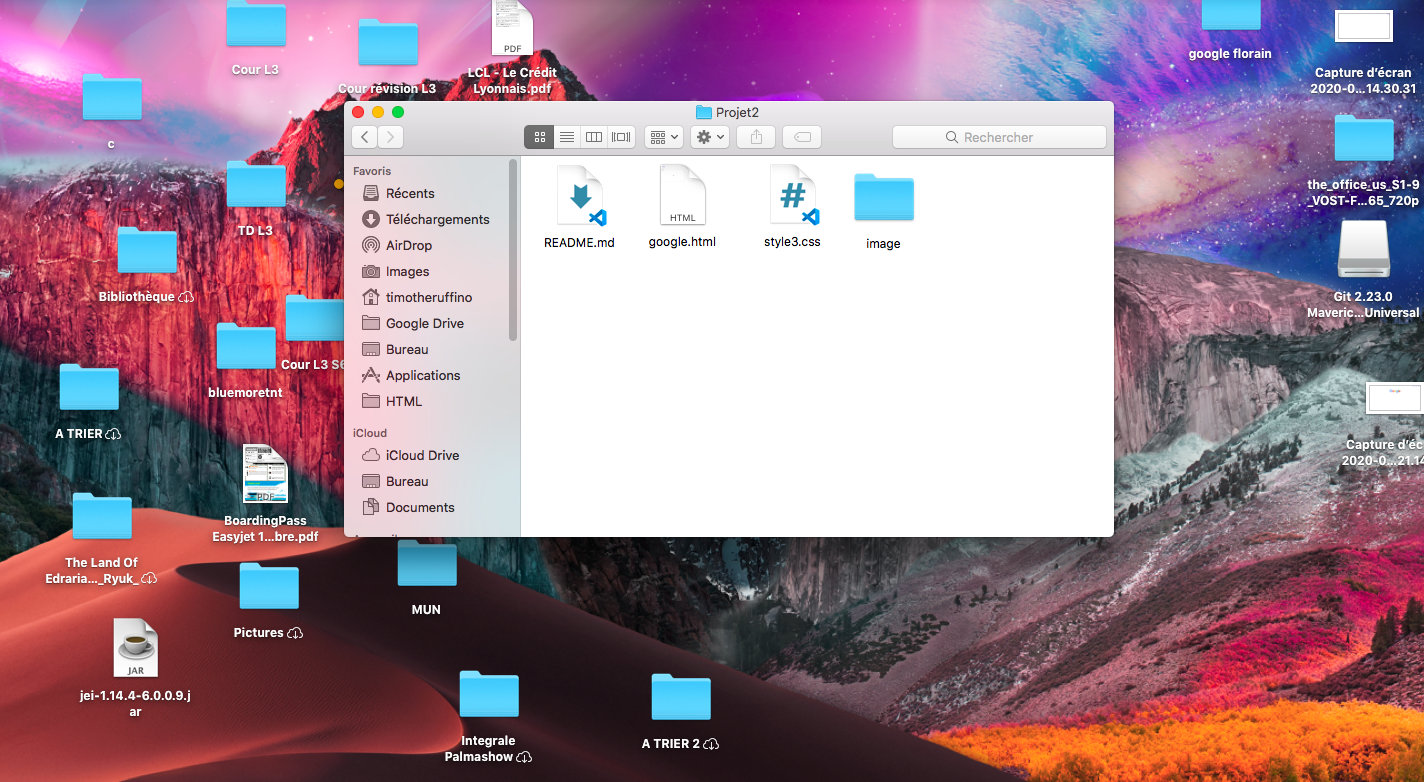 Cour L3
Cour révision L3
PDF
LCL - Le Crédit
Lyonnais.pdf
google florain
Capture d'écran
2020-0...14.30.31
c
TD L3
Bibliothèque
Cour L3 S6
bluemoretnt
A TRIER
PDF
BoardingPass
Easyjet 1...bre.pdf
The Land Of
Edraria..._Ryuk_
Pictures
MUN
JAR
jei-1.14.4-6.0.0.9.j
ar
Integrale
Palmashow
A TRIER 2
the_office_us_S1-9
_VOST-F...65_720p
Git 2.23.0
Maveric...Universal
Google
Capture d'éc
2020-0...21.14
Projet2
Rechercher
Favoris
Récents
Téléchargements
AirDrop
Images
timotheruffino
Google Drive
Bureau
Applications
HTML
iCloud
iCloud Drive
Bureau
Documents
README.md
HTML
google.html
#
style3.css
image